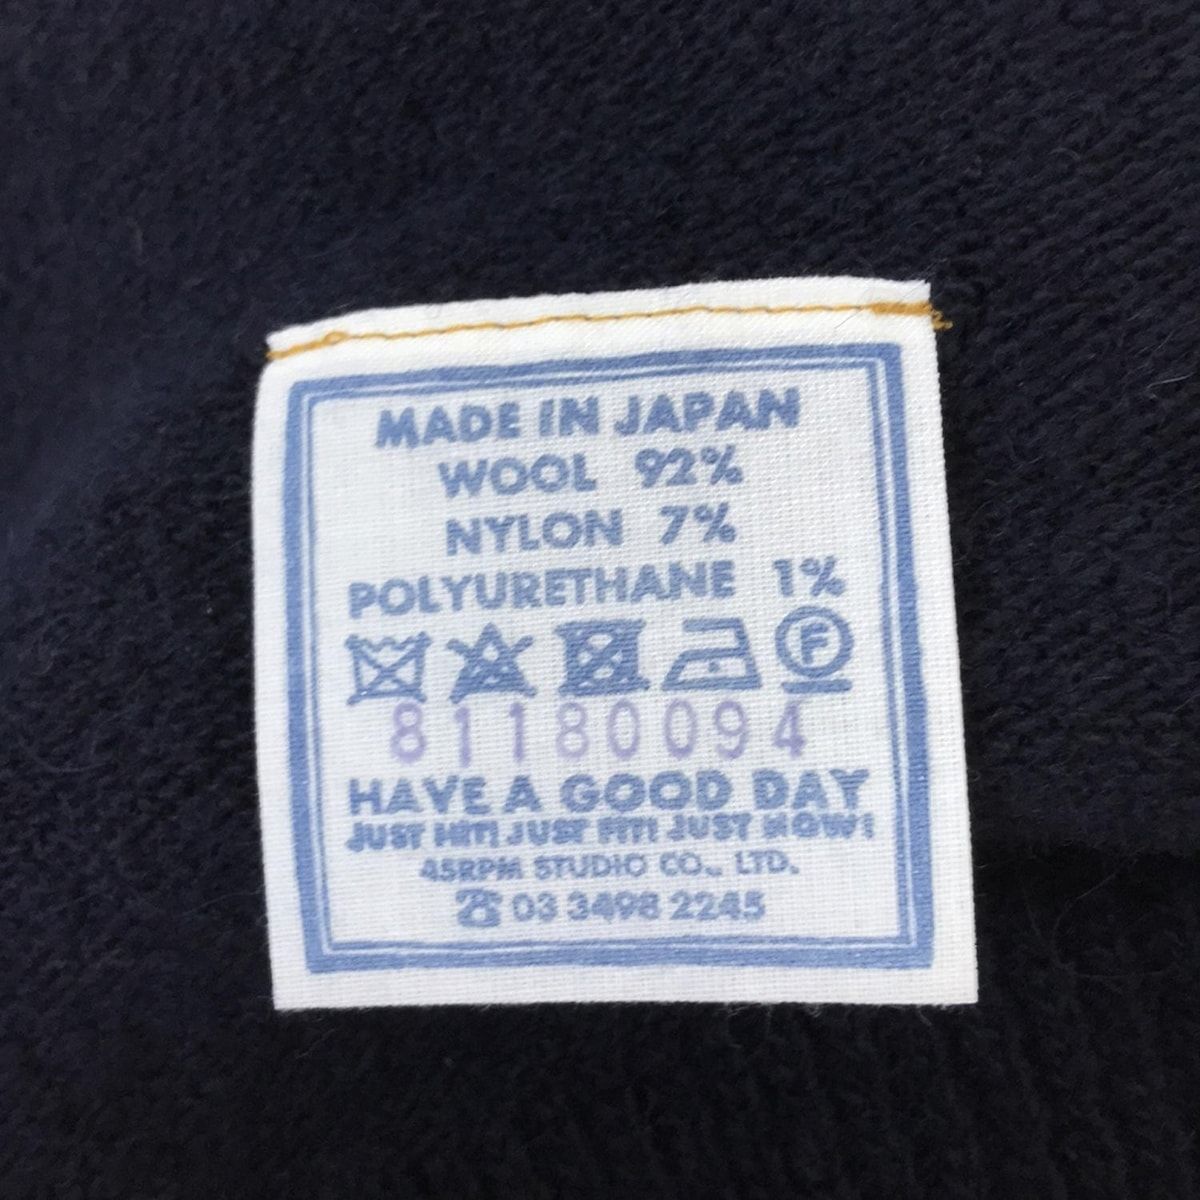 MADE IN JAPAN
WOOL 92%
NYLON 7%
POLYURETHANE 1%
F
81180094
HAVE A GOOD DAY
JUST HIT! JUST FIT! JUST NOW!
45RPM STUDIO CO., LTD.
☎ 03 3498 2245